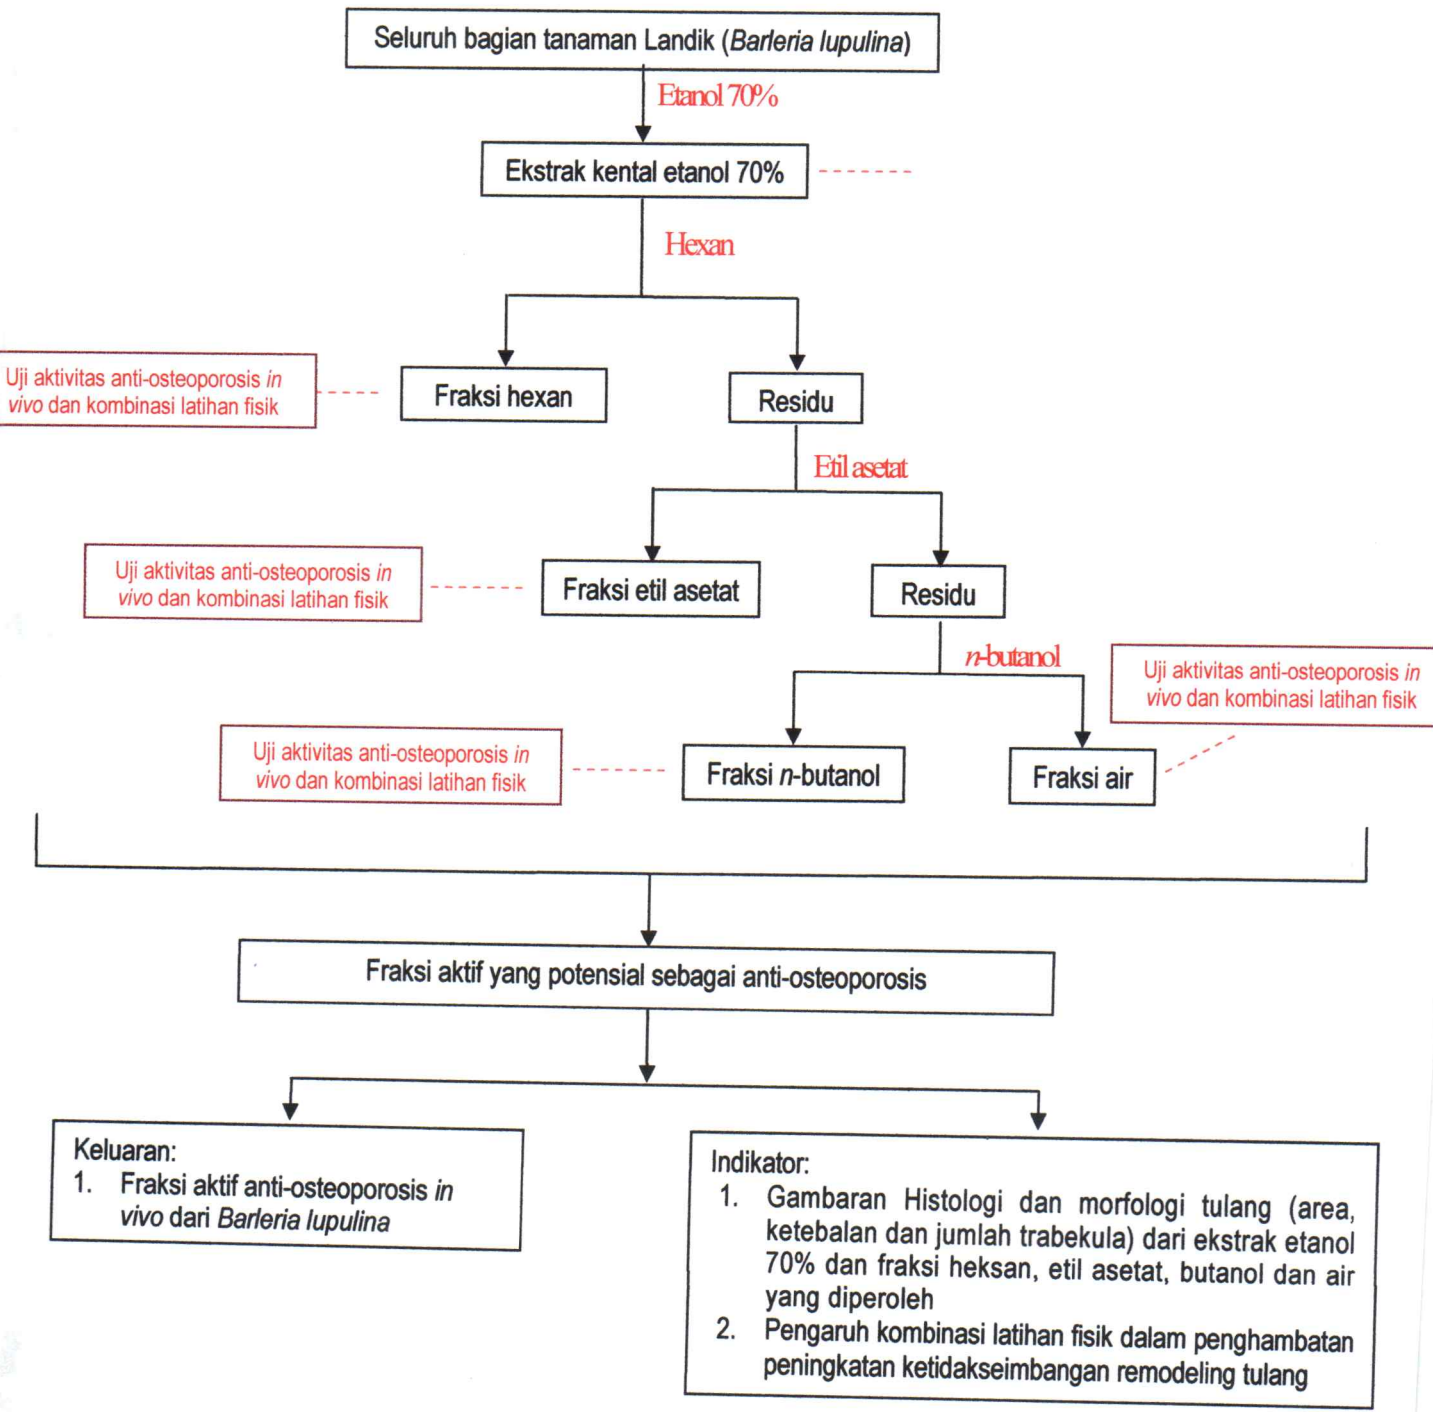 Seluruh bagian tanaman Landik (Barleria lupulina)
Etanol 70%
Ekstrak kental etanol 70%
Hexan
Uji aktivitas anti-osteoporosis in
vivo dan kombinasi latihan fisik
Fraksi hexan
Residu
Etil asetat
Uji aktivitas anti-osteoporosis in
vivo dan kombinasi latihan fisik
Fraksi etil asetat
Residu
n-butanol
Uji aktivitas anti-osteoporosis in
vivo dan kombinasi latihan fisik
Uji aktivitas anti-osteoporosis in
vivo dan kombinasi latihan fisik
Fraksi n-butanol
Fraksi air
Fraksi aktif yang potensial sebagai anti-osteoporosis
Keluaran:
1. Fraksi aktif anti-osteoporosis in
vivo dari Barleria lupulina
Indikator:
1. Gambaran Histologi dan morfologi tulang (area,
ketebalan dan jumlah trabekula) dari ekstrak etanol
70% dan fraksi heksan, etil asetat, butanol dan air
yang diperoleh
2. Pengaruh kombinasi latihan fisik dalam penghambatan
peningkatan ketidakseimbangan remodeling tulang